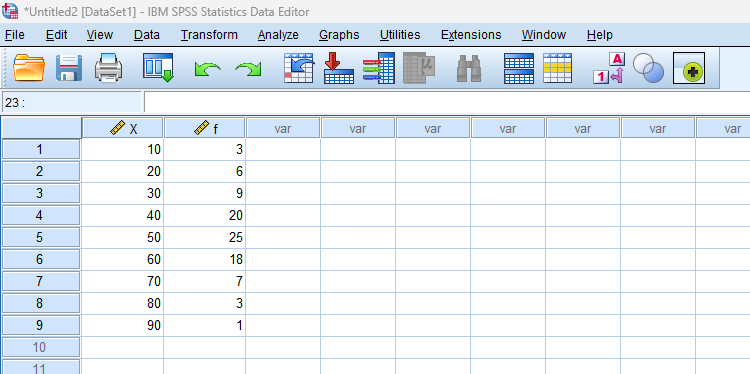 *Untitled2 [DataSet1] - IBM SPSS Statistics Data Editor
File Edit View Data Transform Analyze Graphs Utilities Extensions Window Help
A
1
μ
23 :
X f var var var var var var var
1 10 3
2 20 6
3 30 9
4 40 20
5 50 25
6 60 18
7 70 7
8 80 3
9 90 1
10
11